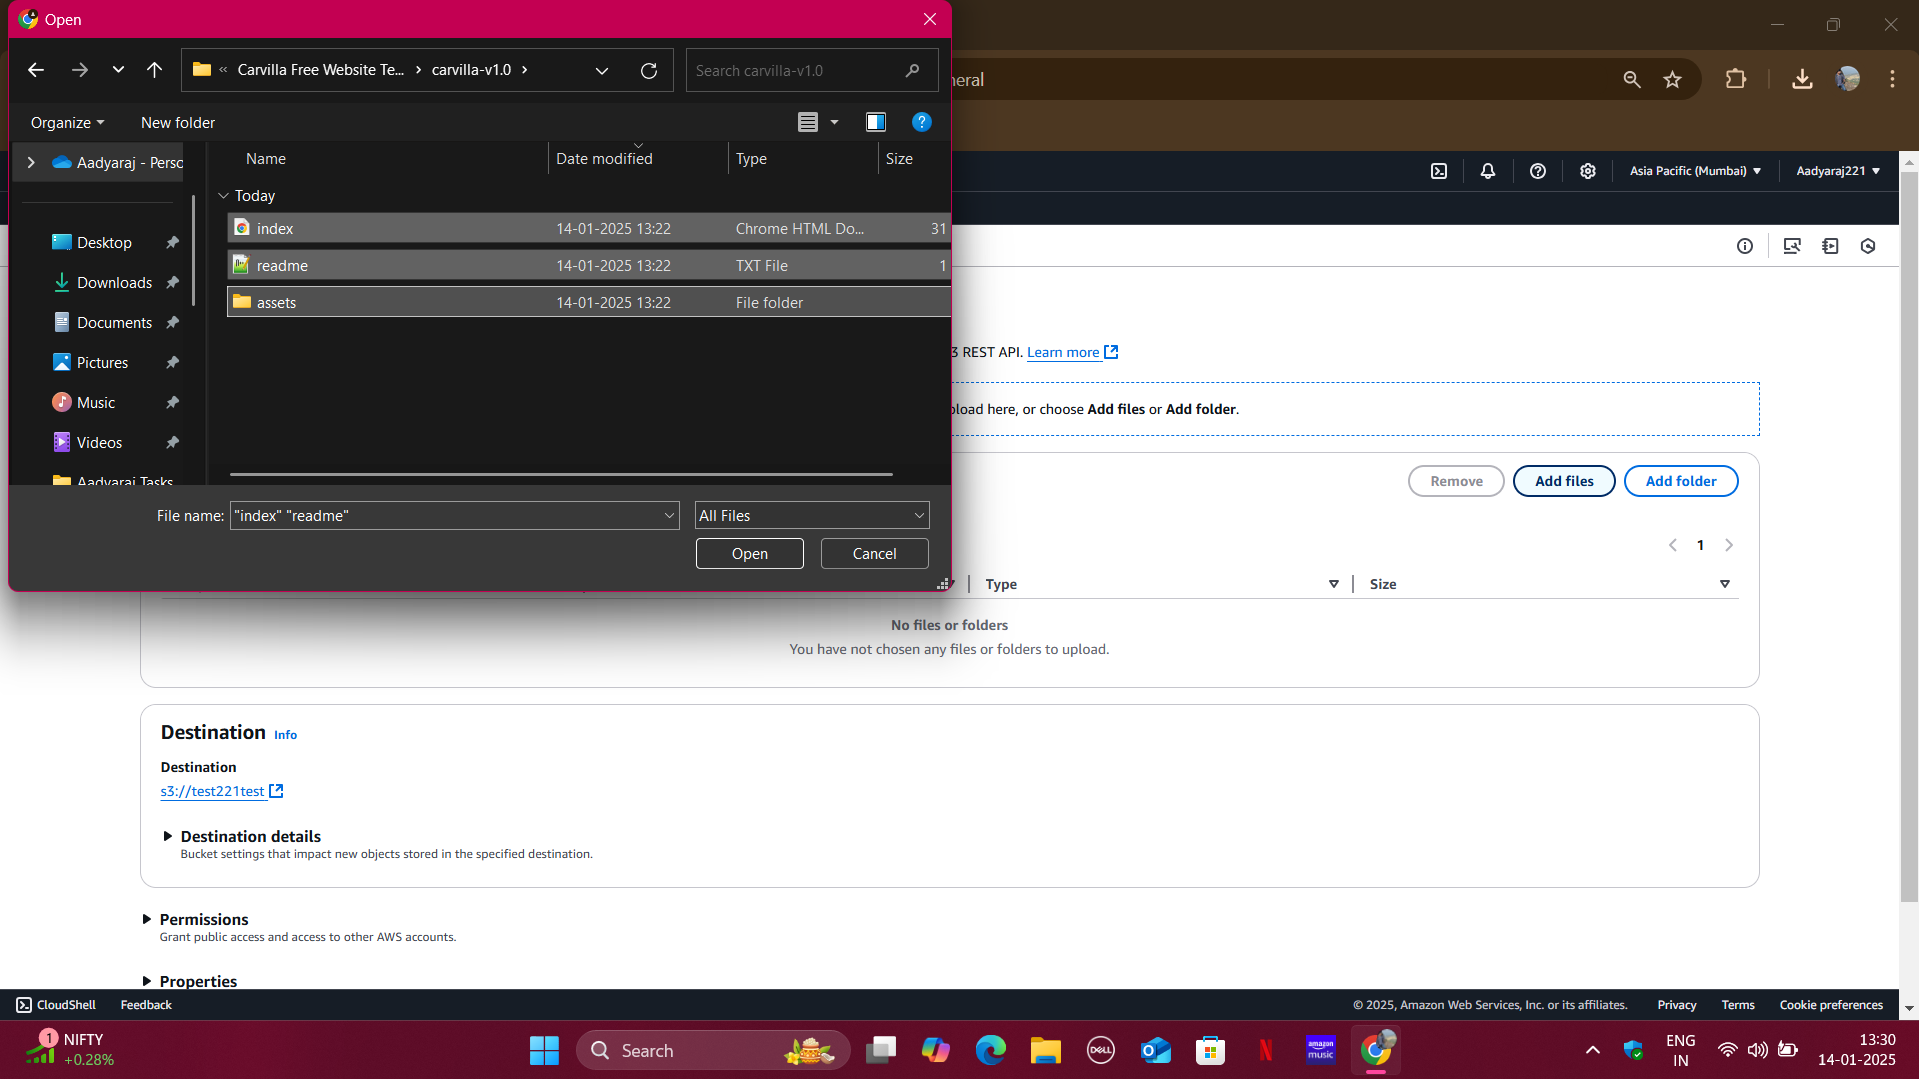 Open
« Carvilla Free Website Te... › carvilla-v1.0 ›
Search carvilla-v1.0
neral
Organize
New folder
Aadyaraj - Perso
Name
Date modified
Type
Size
Today
index
14-01-2025 13:22
Chrome HTML Do...
31
readme
14-01-2025 13:22
TXT File
1
assets
14-01-2025 13:22
File folder
Desktop
Downloads
Documents
Pictures
Music
Videos
Aadyaraj Tasks
File name:
"index" "readme"
All Files
Open
Cancel
Asia Pacific (Mumbai)
Aadyaraj221
3 REST API. Learn more
pload here, or choose Add files or Add folder.
Remove
Add files
Add folder
1
Type
Size
No files or folders
You have not chosen any files or folders to upload.
Destination Info
Destination
s3://test221test
Destination details
Bucket settings that impact new objects stored in the specified destination.
Permissions
Grant public access and access to other AWS accounts.
Properties
CloudShell
Feedback
© 2025, Amazon Web Services, Inc. or its affiliates.
Privacy
Terms
Cookie preferences
1
NIFTY
+0.28%
Search
DELL
amazon
music
ENG
IN
13:30
14-01-2025